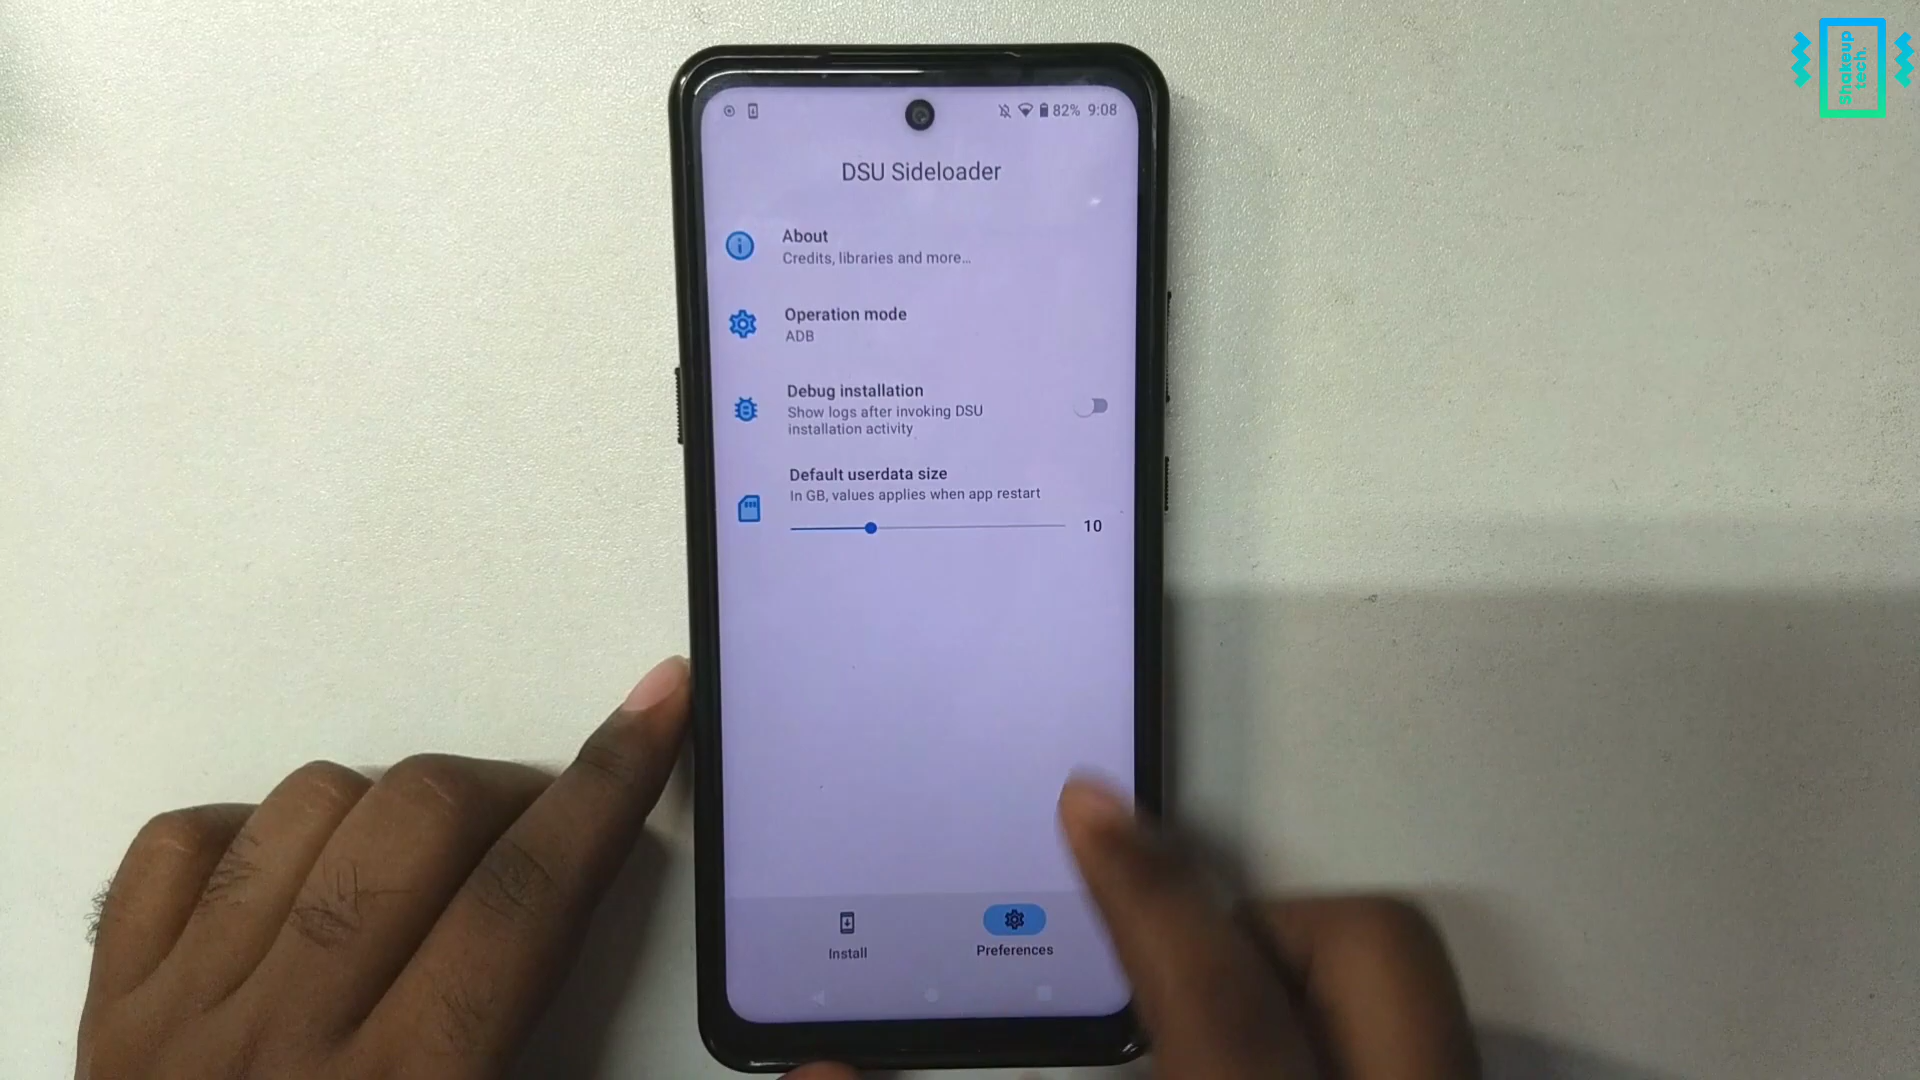 Shakeup
tech.
82% 9:08
DSU Sideloader
About
Credits, libraries and more...
Operation mode
ADB
Debug installation
Show logs after invoking DSU
installation activity
Default userdata size
In GB, values applies when app restart
10
Install
Preferences